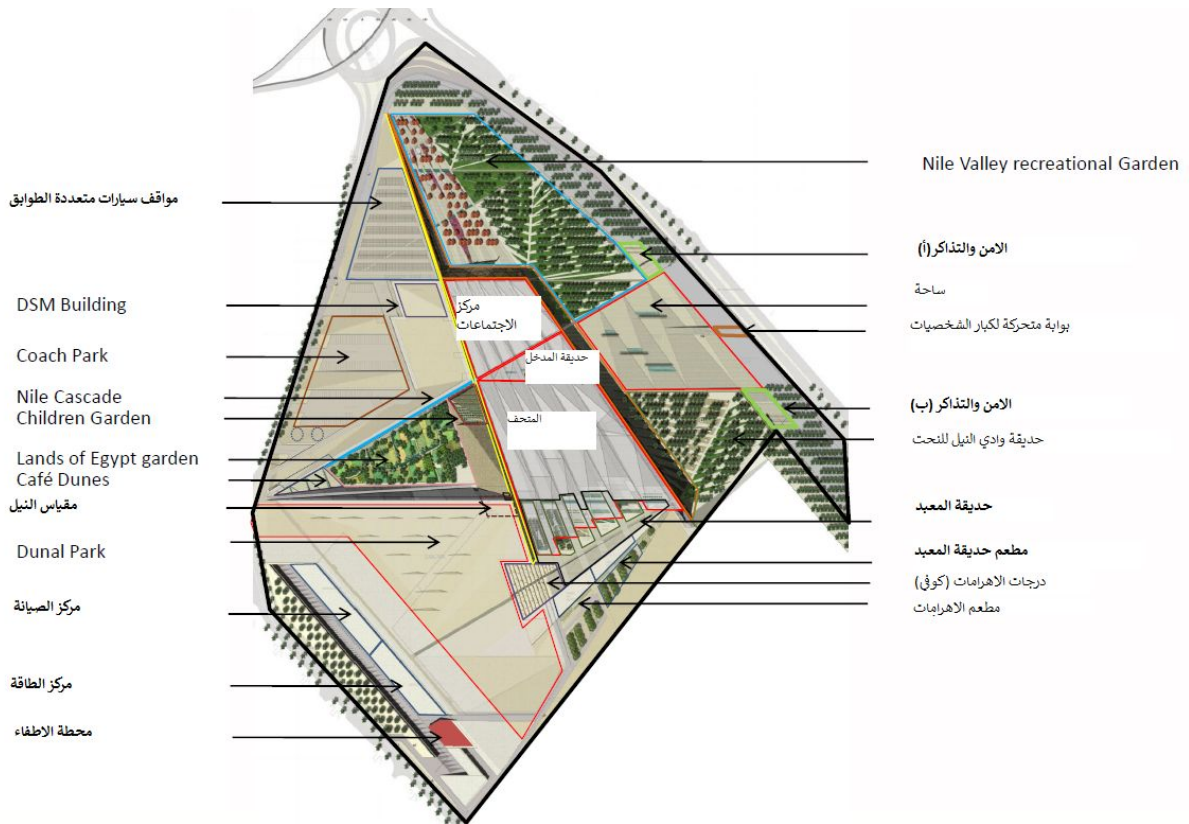 مواقف سيارات متعددة الطوابق
DSM Building
Coach Park
Nile Cascade
Children Garden
Lands of Egypt garden
Café Dunes
مقياس النيل
Dunal Park
مركز الصيانة
مركز الطاقة
محطة الاطفاء
مركز
الاجتماعات
حديقة المدخل
المتحف
Nile Valley recreational Garden
الامن والتذاكر(أ)
ساحة
بوابة متحركة لكبار الشخصيات
الامن والتذاكر (ب)
حديقة وادي النيل للنحت
حديقة المعبد
مطعم حديقة المعبد
درجات الاهرامات (كوفي)
مطعم الاهرامات